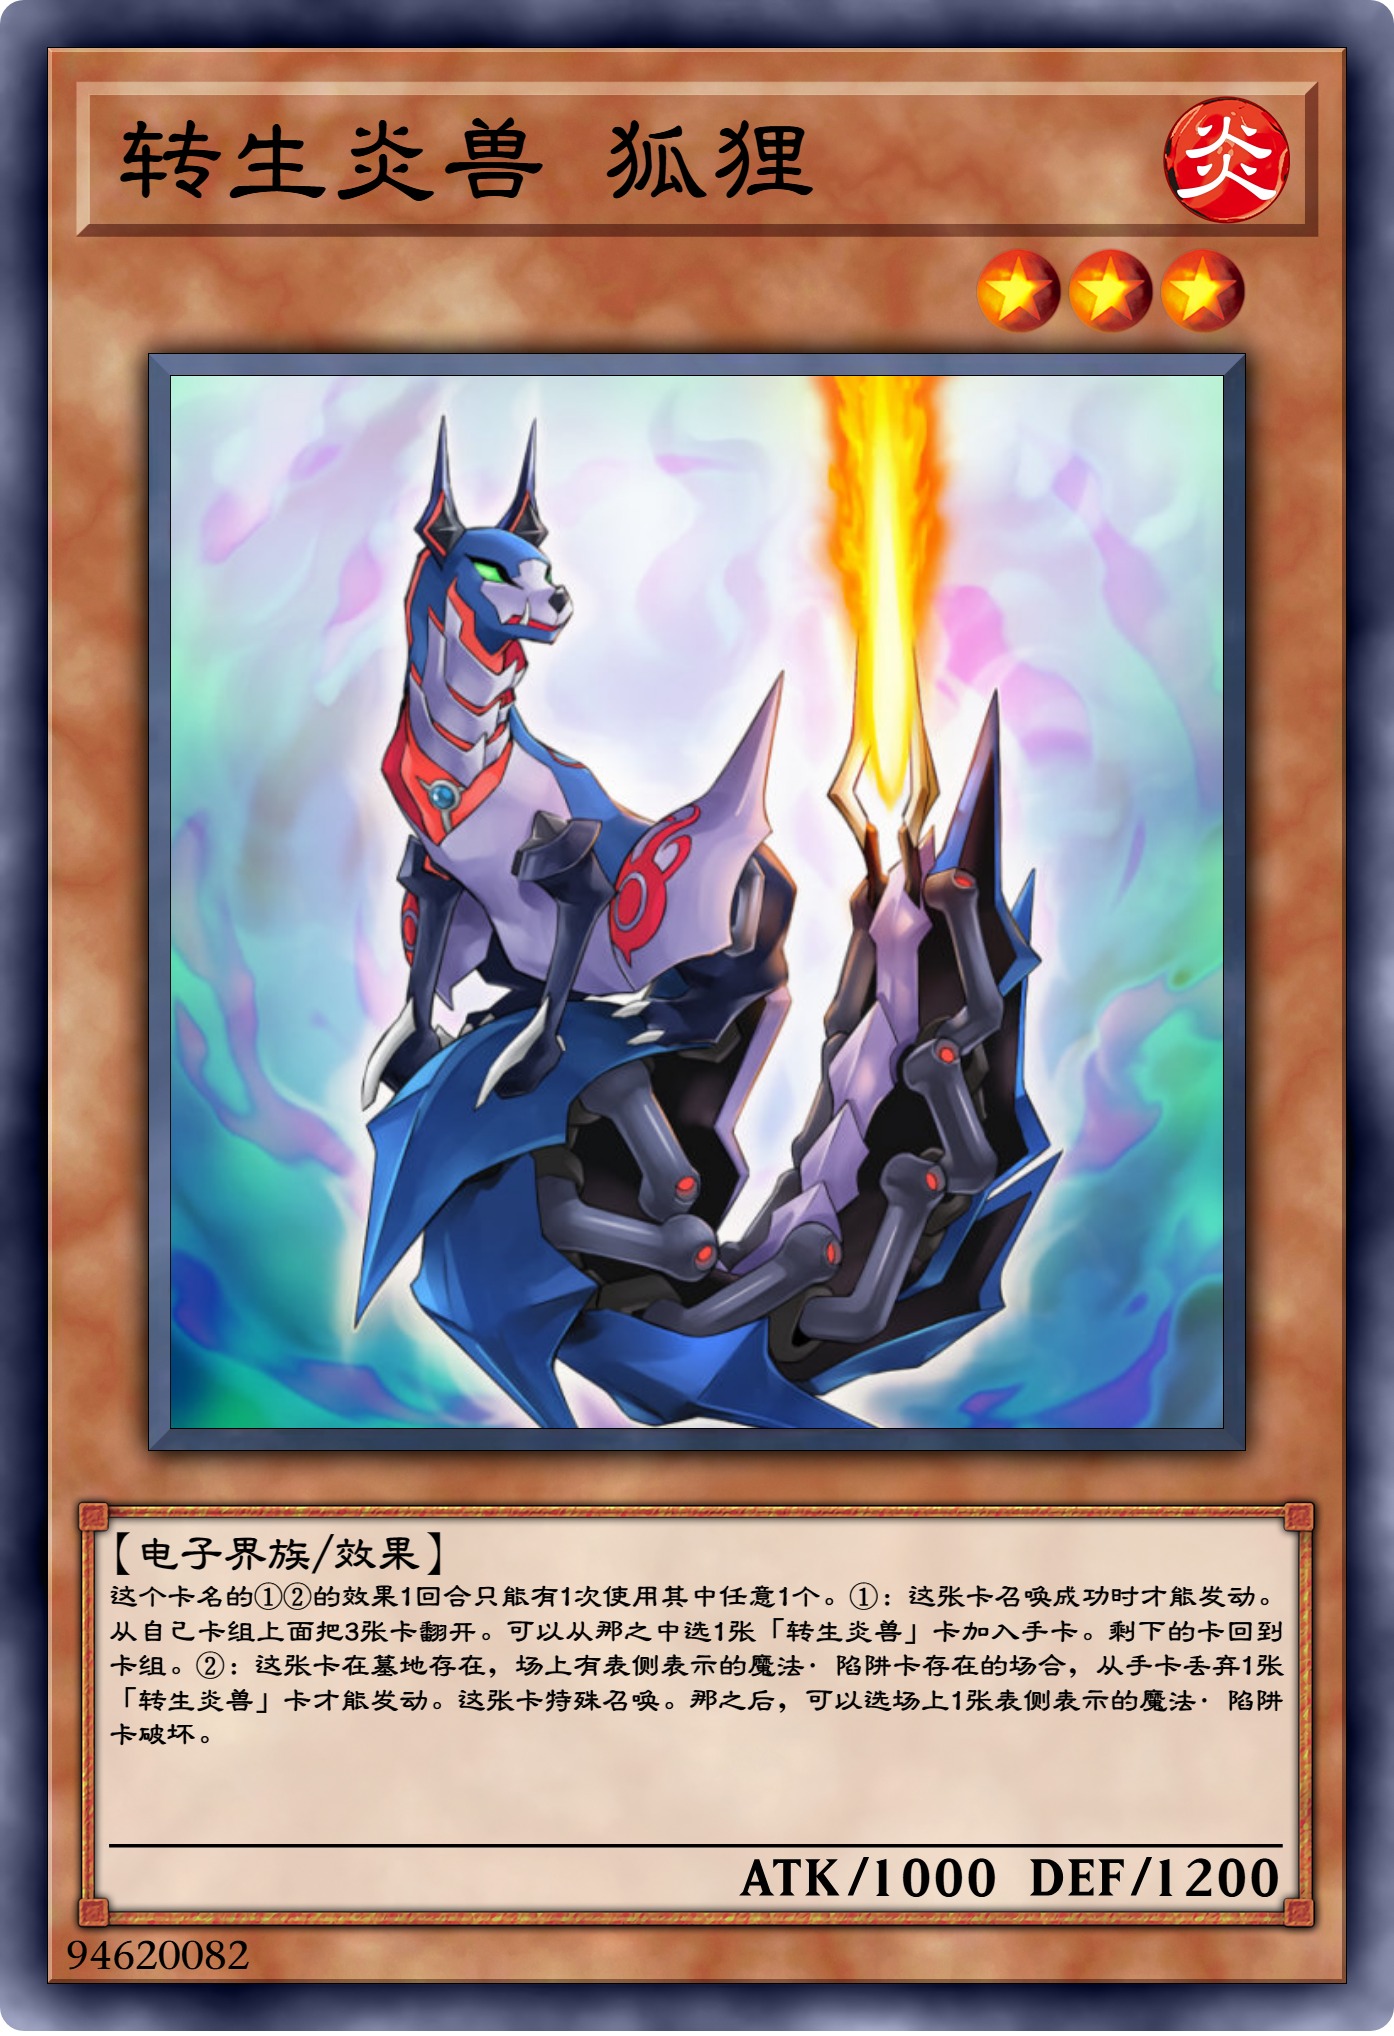 转生炎兽 狐狸
炎
【电子界族/效果】
这个卡名的①②的效果1回合只能有1次使用其中任意1个。①：这张卡召唤成功时才能发动。
从自己卡组上面把3张卡翻开。可以从那之中选1张「转生炎兽」卡加入手卡。剩下的卡回到
卡组。②：这张卡在墓地存在，场上有表侧表示的魔法·陷阱卡存在的场合，从手卡丢弃1张
「转生炎兽」卡才能发动。这张卡特殊召唤。那之后，可以选场上1张表侧表示的魔法·陷阱
卡破坏。
ATK/1000 DEF/1200
94620082